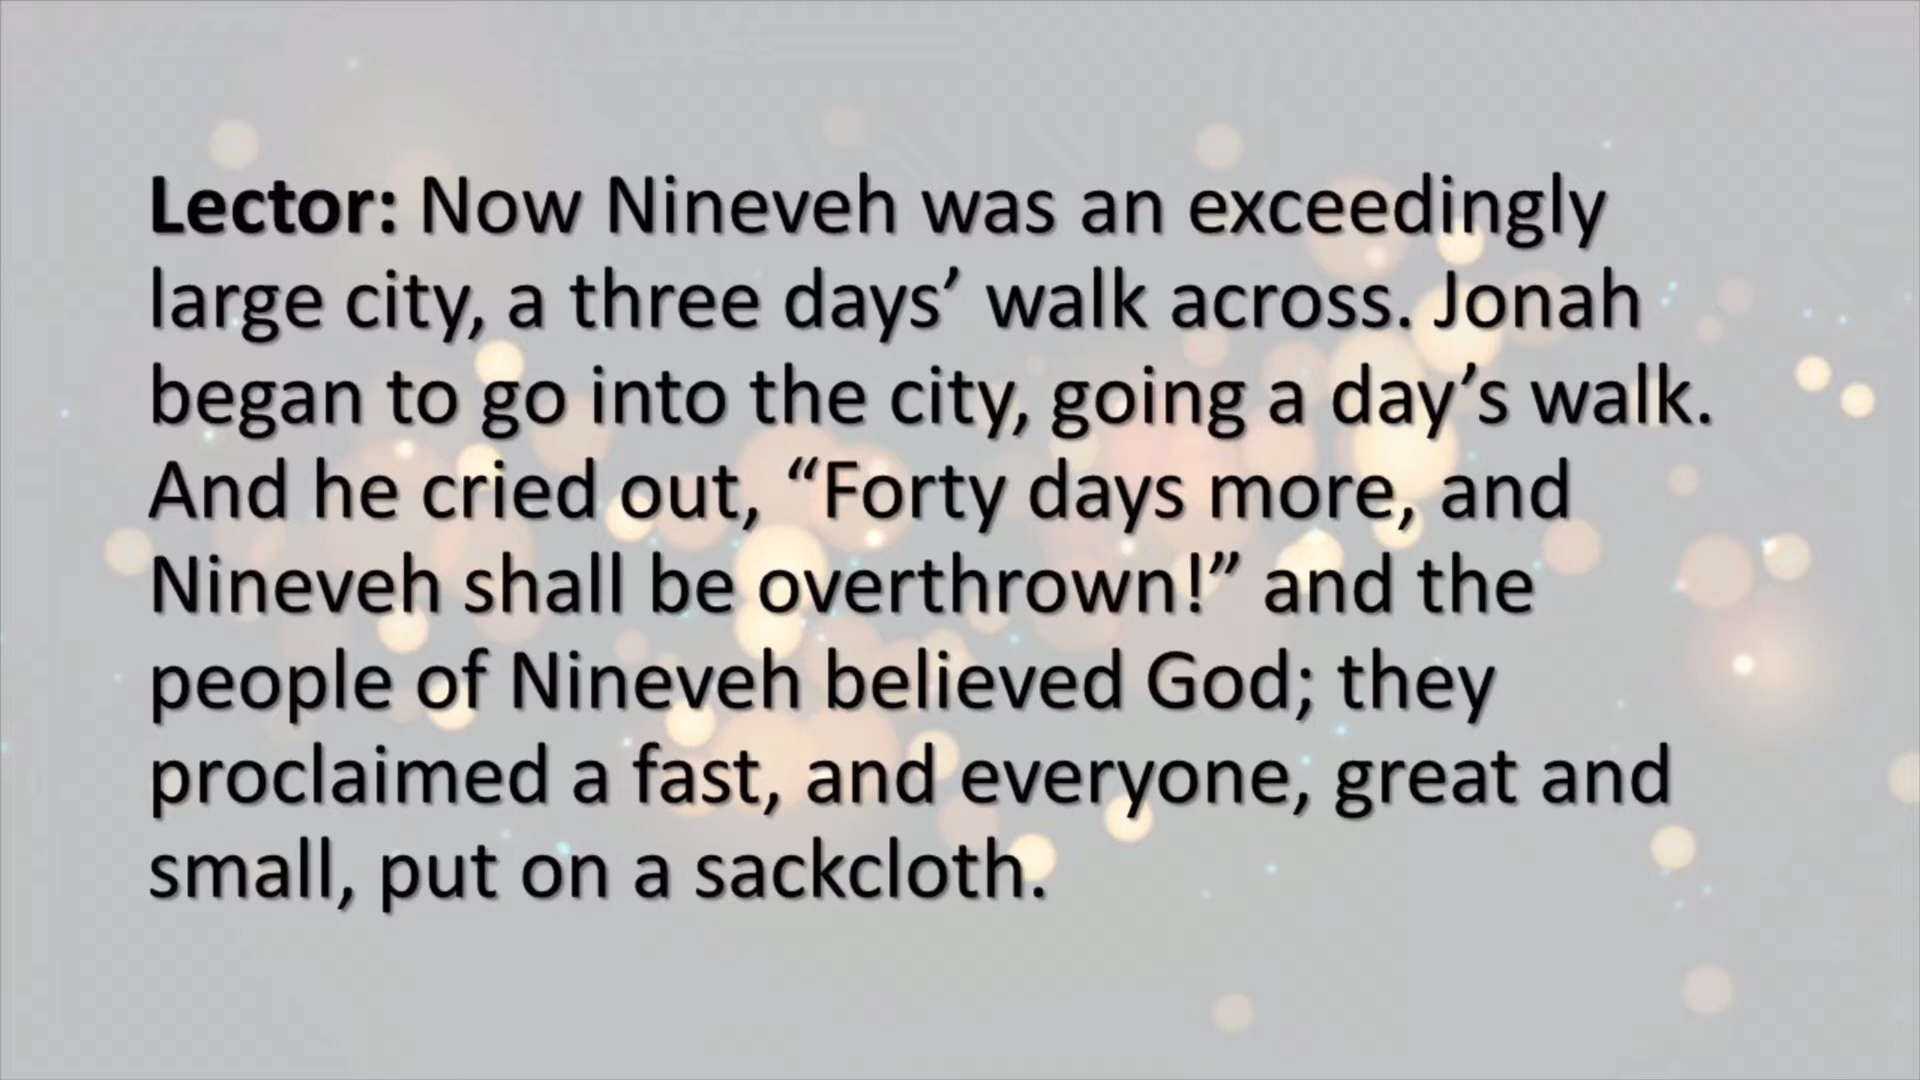 Lector: Now Nineveh was an exceedingly
large city, a three days’ walk across. Jonah
began to go into the city, going a day’s walk.
And he cried out, “Forty days more, and
Nineveh shall be overthrown!” and the
people of Nineveh believed God; they
proclaimed a fast, and everyone, great and
small, put on a sackcloth.